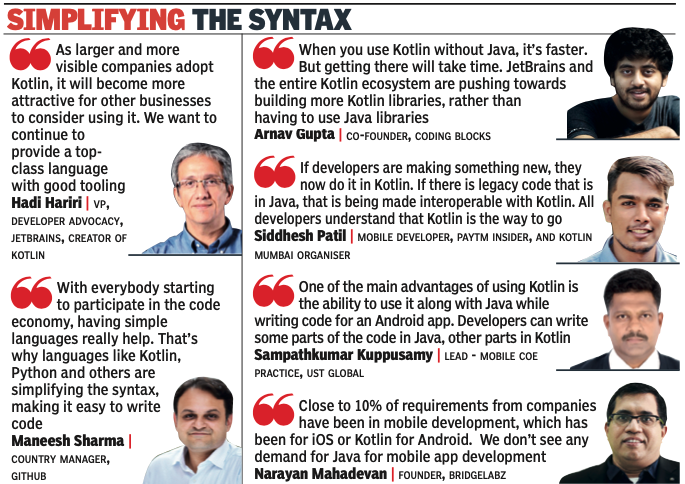 SIMPLIFYING THE SYNTAX
As larger and more
visible companies adopt
Kotlin, it will become more
attractive for other businesses
to consider using it. We want to
continue to
provide a top-
class language
with good tooling
Hadi Hariri | VP,
DEVELOPER ADVOCACY,
JETBRAINS, CREATOR OF
KOTLIN
With everybody starting
to participate in the code
economy, having simple
languages really help. That's
why languages like Kotlin,
Python and others are
simplifying the syntax,
making it easy to write
code
Maneesh Sharma |
COUNTRY MANAGER,
GITHUB
When you use Kotlin without Java, it's faster.
But getting there will take time. JetBrains and
the entire Kotlin ecosystem are pushing towards
building more Kotlin libraries, rather than
having to use Java libraries
Arnav Gupta | CO-FOUNDER, CODING BLOCKS
If developers are making something new, they
now do it in Kotlin. If there is legacy code that is
in Java, that is being made interoperable with Kotlin. All
developers understand that Kotlin is the way to go
Siddhesh Patil | MOBILE DEVELOPER, PAYTM INSIDER, AND KOTLIN
MUMBAI ORGANISER
One of the main advantages of using Kotlin is
the ability to use it along with Java while
writing code for an Android app. Developers can write
some parts of the code in Java, other parts in Kotlin
Sampathkumar Kuppusamy | LEAD - MOBILE COE
PRACTICE, UST GLOBAL
Close to 10% of requirements from companies
have been in mobile development, which has
been for iOS or Kotlin for Android. We don't see any
demand for Java for mobile app development
Narayan Mahadevan | FOUNDER, BRIDGELABZ